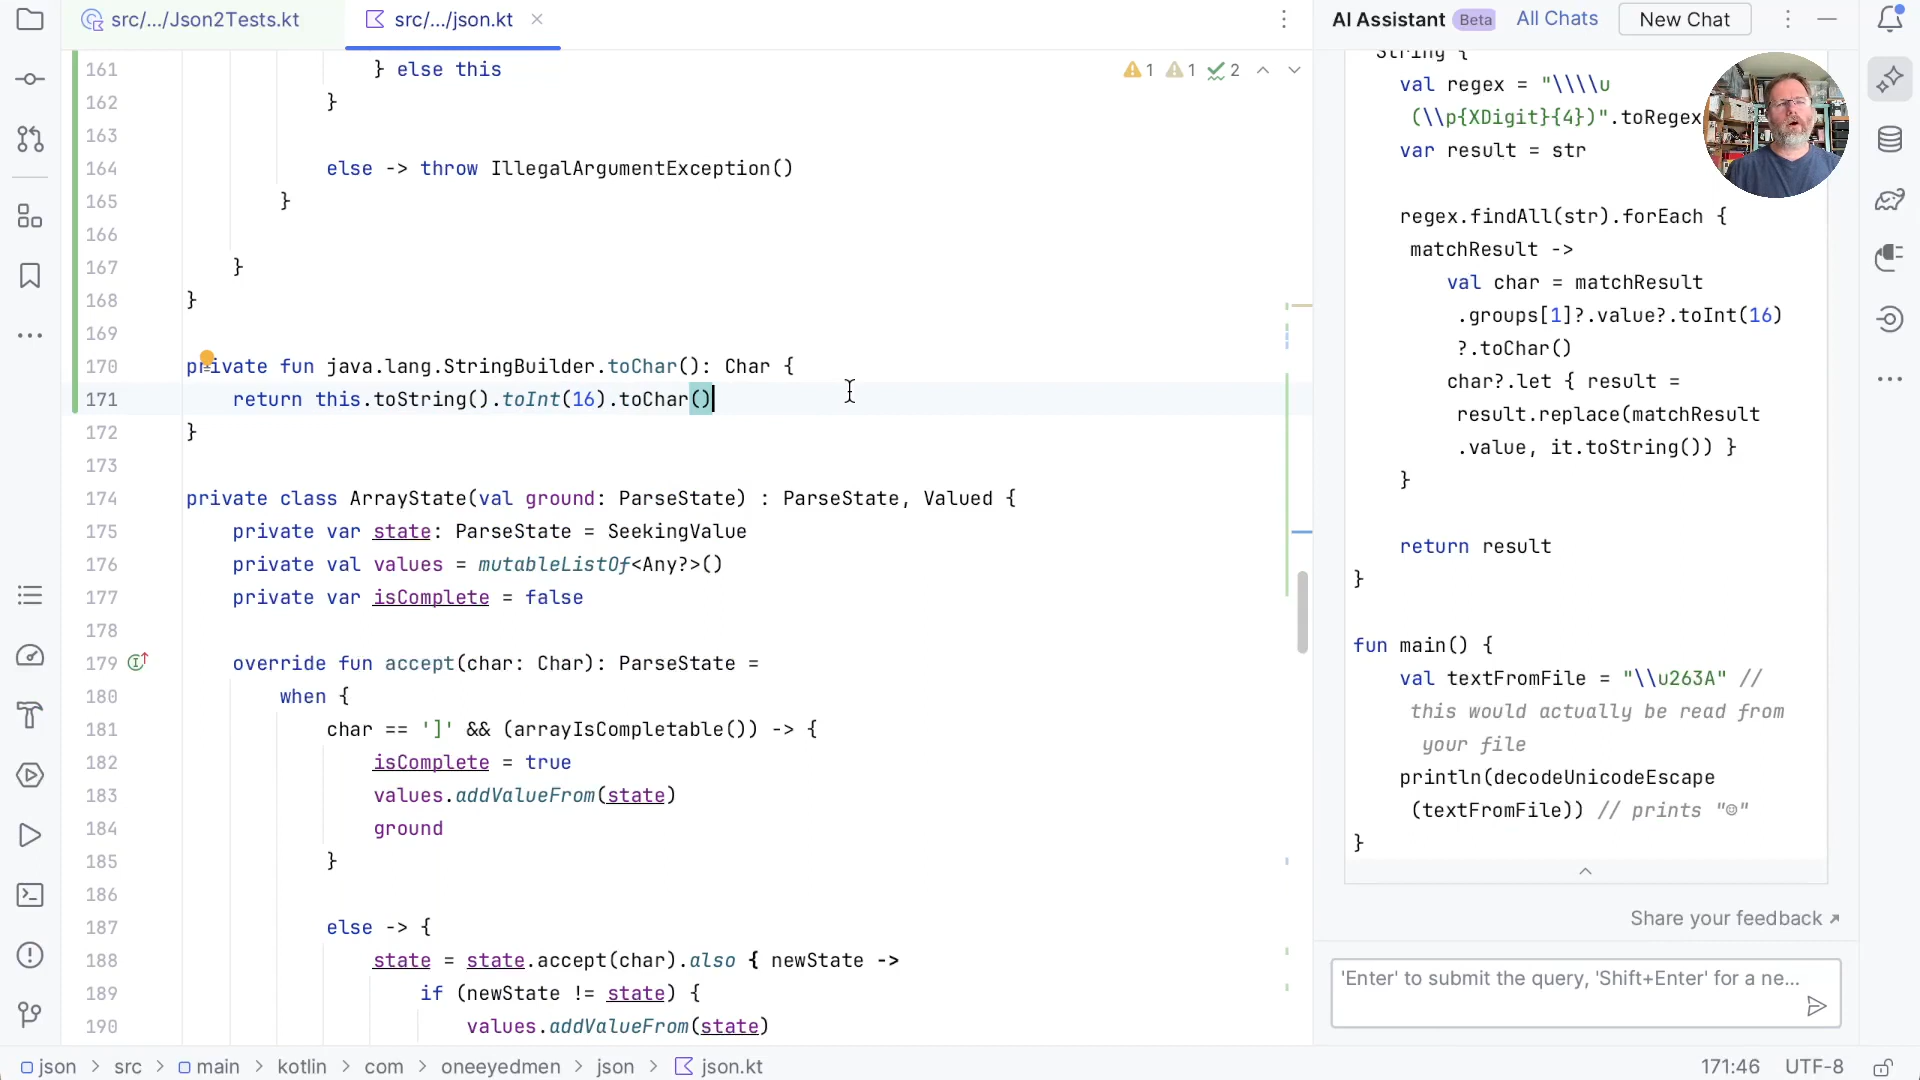 src/.../Json2Tests.kt
src/.../json.kt
AI Assistant Beta All Chats New Chat
1 1 2
161 } else this
162 }
163
164 else -> throw IllegalArgumentException()
165 }
166
167 }
168 }
169
170 private fun java.lang.StringBuilder.toChar(): Char {
171 return this.toString().toInt(16).toChar()
172 }
173
174 private class ArrayState(val ground: ParseState) : ParseState, Valued {
175 private var state: ParseState = SeekingValue
176 private val values = mutableListOf<Any?>()
177 private var isComplete = false
178
179 override fun accept(char: Char): ParseState =
180 when {
181 char == ']' && (arrayIsCompletable()) -> {
182 isComplete = true
183 values.addValueFrom(state)
184 ground
185 }
186
187 else -> {
188 state = state.accept(char).also { newState ->
189 if (newState != state) {
190 values.addValueFrom(state)
String {
val regex = "\\\\u
(\\p{XDigit}{4})".toRegex
var result = str
regex.findAll(str).forEach {
matchResult ->
val char = matchResult
.groups[1]?.value?.toInt(16)
?.toChar()
char?.let { result =
result.replace(matchResult
.value, it.toString()) }
}
return result
}
fun main() {
val textFromFile = "\\u263A" //
this would actually be read from
your file
println(decodeUnicodeEscape
(textFromFile)) // prints "☺"
}
Share your feedback ↗
'Enter' to submit the query, 'Shift+Enter' for a ne...
json > src > main > kotlin > com > oneeyedmen > json > json.kt
171:46 UTF-8